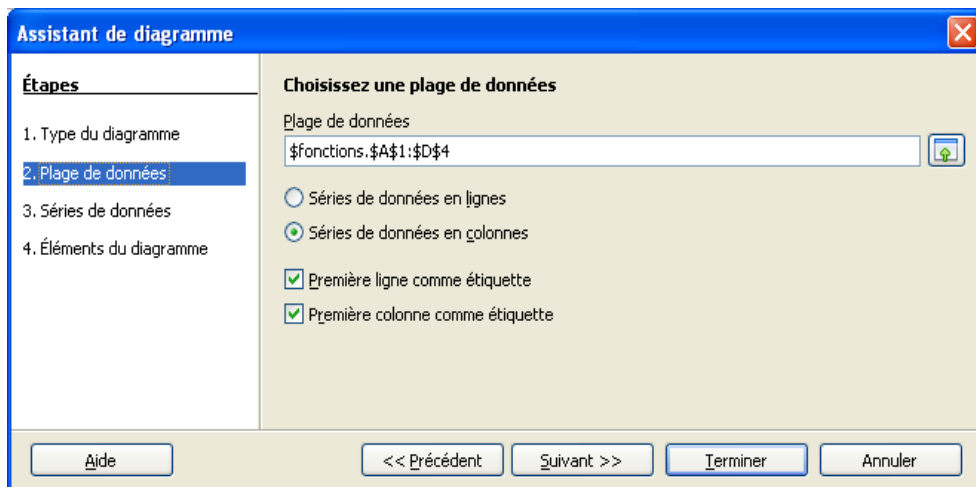 Assistant de diagramme
Étapes
1. Type du diagramme
2. Plage de données
3. Séries de données
4. Éléments du diagramme
Choisissez une plage de données
Plage de données
$fonctions.$A$1:$D$4
Séries de données en lignes
Séries de données en colonnes
Première ligne comme étiquette
Première colonne comme étiquette
Aide
<< Précédent
Suivant >>
Terminer
Annuler